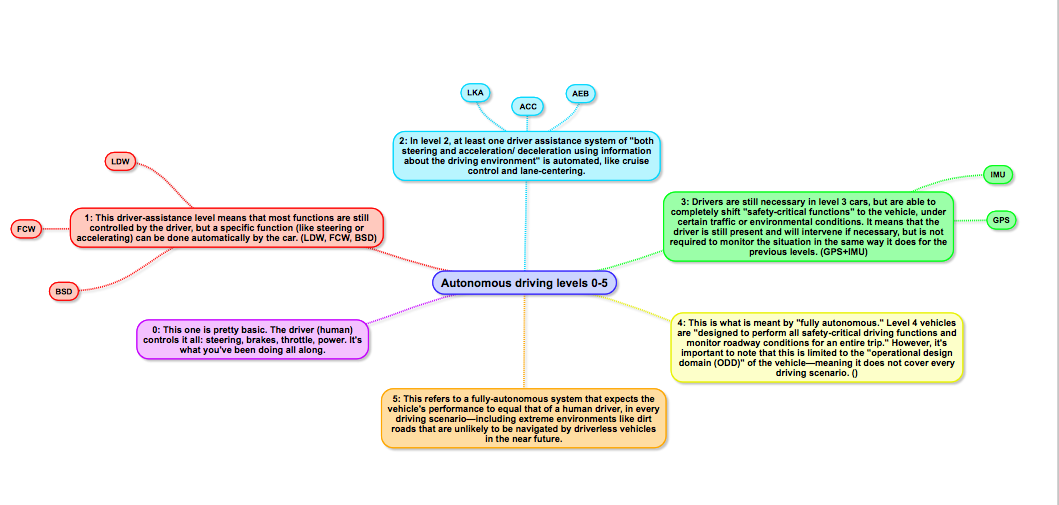 LKA
ACC
AEB
2: In level 2, at least one driver assistance system of "both
steering and acceleration/ deceleration using information
about the driving environment" is automated, like cruise
control and lane-centering.
LDW
FCW
BSD
1: This driver-assistance level means that most functions are still
controlled by the driver, but a specific function (like steering or
accelerating) can be done automatically by the car. (LDW, FCW, BSD)
IMU
GPS
3: Drivers are still necessary in level 3 cars, but are able to
completely shift "safety-critical functions" to the vehicle, under
certain traffic or environmental conditions. It means that the
driver is still present and will intervene if necessary, but is not
required to monitor the situation in the same way it does for the
previous levels. (GPS+IMU)
Autonomous driving levels 0-5
0: This one is pretty basic. The driver (human)
controls it all: steering, brakes, throttle, power. It's
what you've been doing all along.
4: This is what is meant by "fully autonomous." Level 4 vehicles
are "designed to perform all safety-critical driving functions and
monitor roadway conditions for an entire trip." However, it's
important to note that this is limited to the "operational design
domain (ODD)" of the vehicle—meaning it does not cover every
driving scenario. ()
5: This refers to a fully-autonomous system that expects the
vehicle's performance to equal that of a human driver, in every
driving scenario—including extreme environments like dirt
roads that are unlikely to be navigated by driverless vehicles
in the near future.